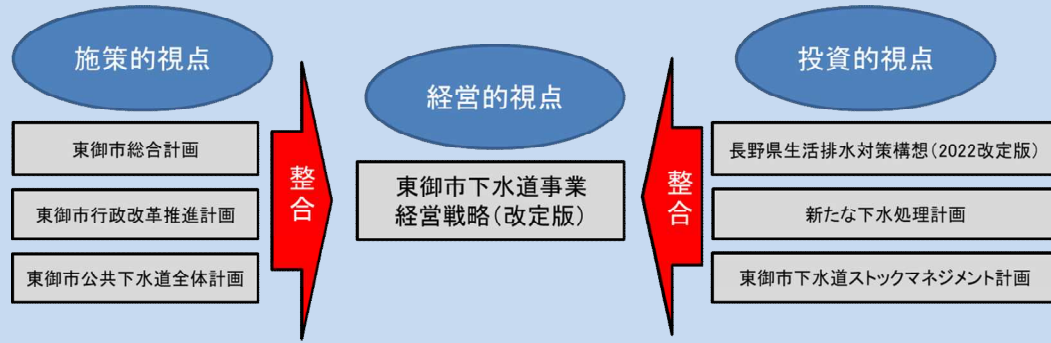 施策的視点
東御市総合計画
東御市行政改革推進計画
東御市公共下水道全体計画
整合
経営的視点
東御市下水道事業
経営戦略(改定版)
整合
投資的視点
長野県生活排水対策構想(2022改定版)
新たな下水処理計画
東御市下水道ストックマネジメント計画